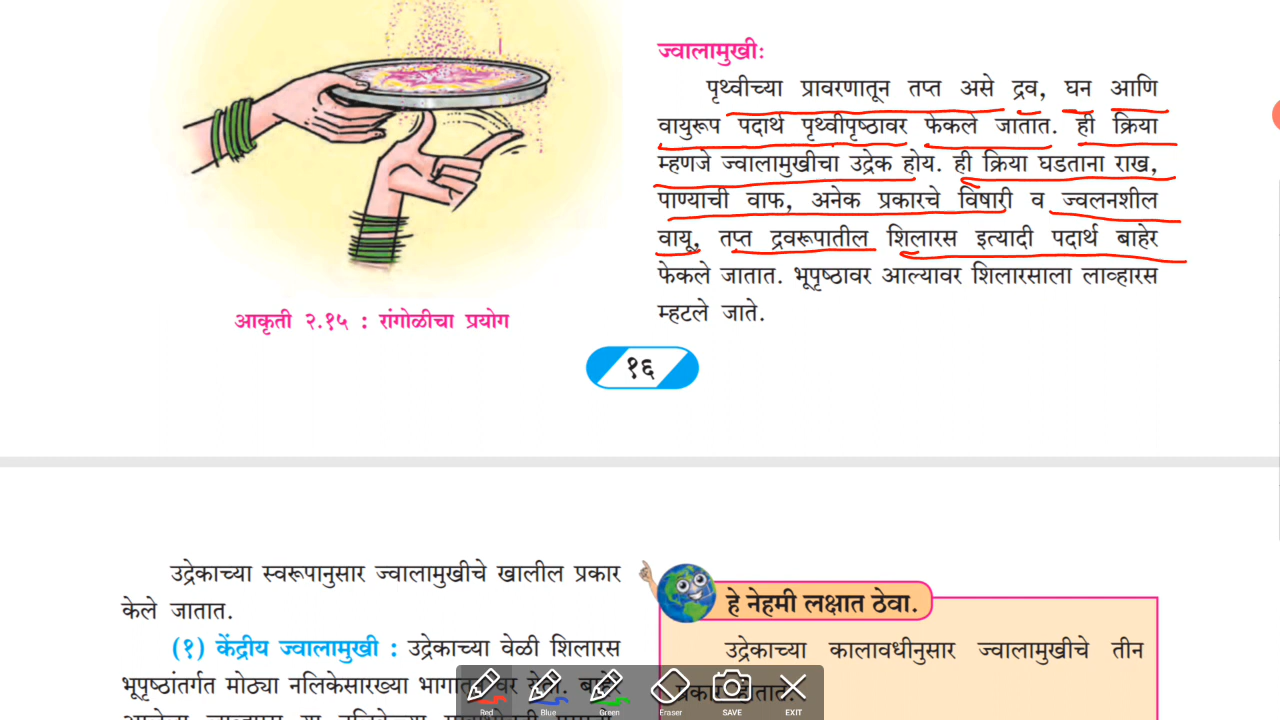 ज्वालामुखी:
पृथ्वीच्या प्रावरणातून तप्त असे द्रव, घन आणि
वायुरूप पदार्थ पृथ्वीपृष्ठावर फेकले जातात. ही क्रिया
म्हणजे ज्वालामुखीचा उद्रेक होय. ही क्रिया घडताना राख,
पाण्याची वाफ, अनेक प्रकारचे विषारी व ज्वलनशील
वायू, तप्त द्रवरूपातील शिलारस इत्यादी पदार्थ बाहेर
फेकले जातात. भूपृष्ठावर आल्यावर शिलारसाला लाव्हारस
म्हटले जाते.
आकृती २.१५ : रांगोळीचा प्रयोग
१६
उद्रेकाच्या स्वरूपानुसार ज्वालामुखीचे खालील प्रकार
केले जातात.
(१) केंद्रीय ज्वालामुखी : उद्रेकाच्या वेळी शिलारस
भूपृष्ठांतर्गत मोठ्या नलिकेसारख्या वर
हे नेहमी लक्षात ठेवा.
उद्रेकाच्या कालावधीनुसार ज्वालामुखीचे तीन
प्रकार होतात.
Red
Blue
Green
Eraser
SAVE
EXIT